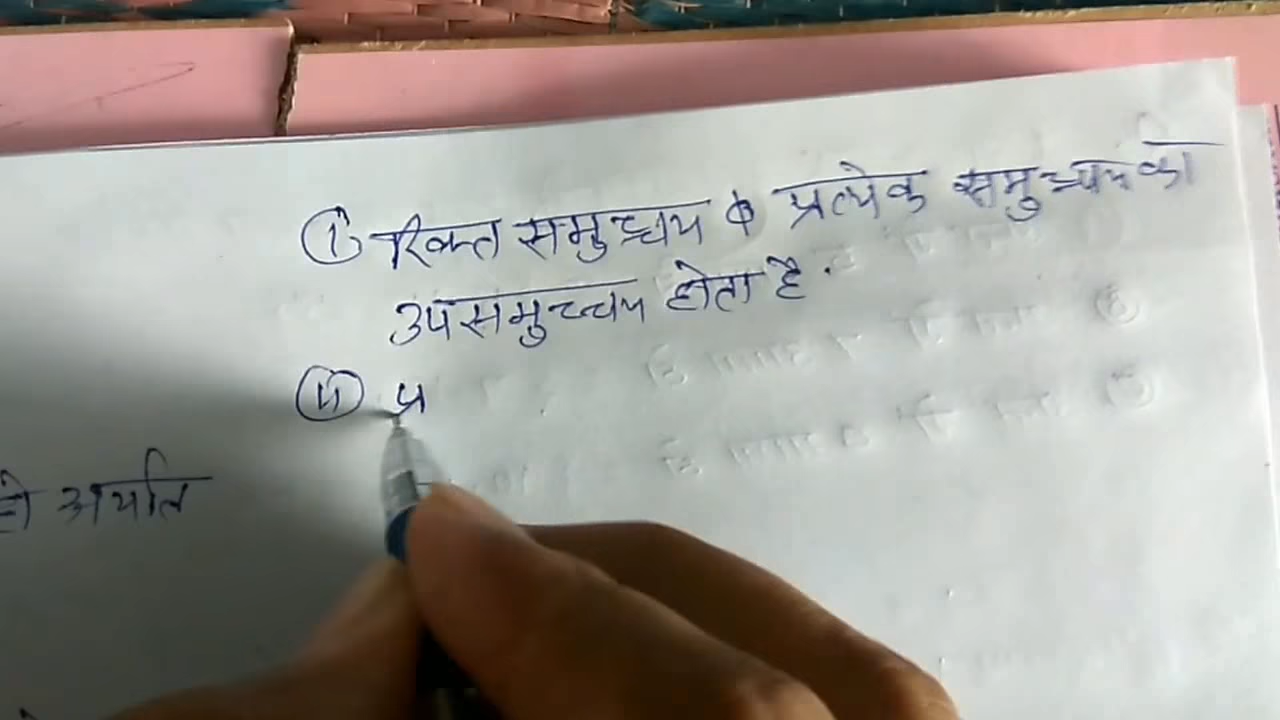 (i) रिक्त समुच्चय ϕ प्रत्येक समुच्चय का
उपसमुच्चय होता है.
(ii) प्र
हो अर्थात